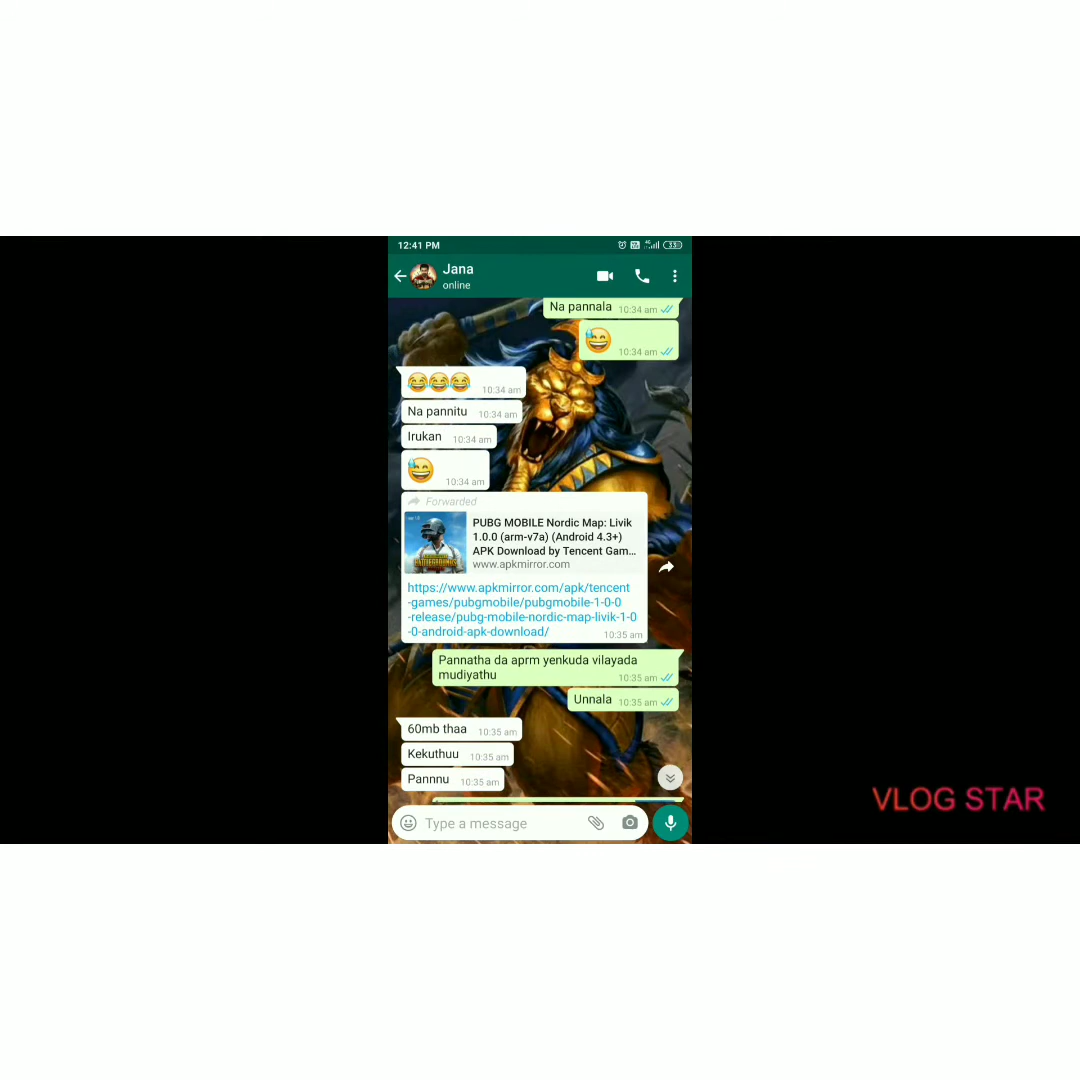 12:41 PM
33
Jana
online
Na pannala 10:34 am
10:34 am
10:34 am
Na pannitu 10:34 am
Irukan 10:34 am
10:34 am
Forwarded
PUBG MOBILE Nordic Map: Livik
1.0.0 (arm-v7a) (Android 4.3+)
APK Download by Tencent Gam...
www.apkmirror.com
https://www.apkmirror.com/apk/tencent
-games/pubgmobile/pubgmobile-1-0-0
-release/pubg-mobile-nordic-map-livik-1-0
-0-android-apk-download/
10:35 am
Pannatha da aprm yenkuda vilayada
mudiyathu 10:35 am
Unnala 10:35 am
60mb thaa 10:35 am
Kekuthuu 10:35 am
Pannnu 10:35 am
Type a message
VLOG STAR